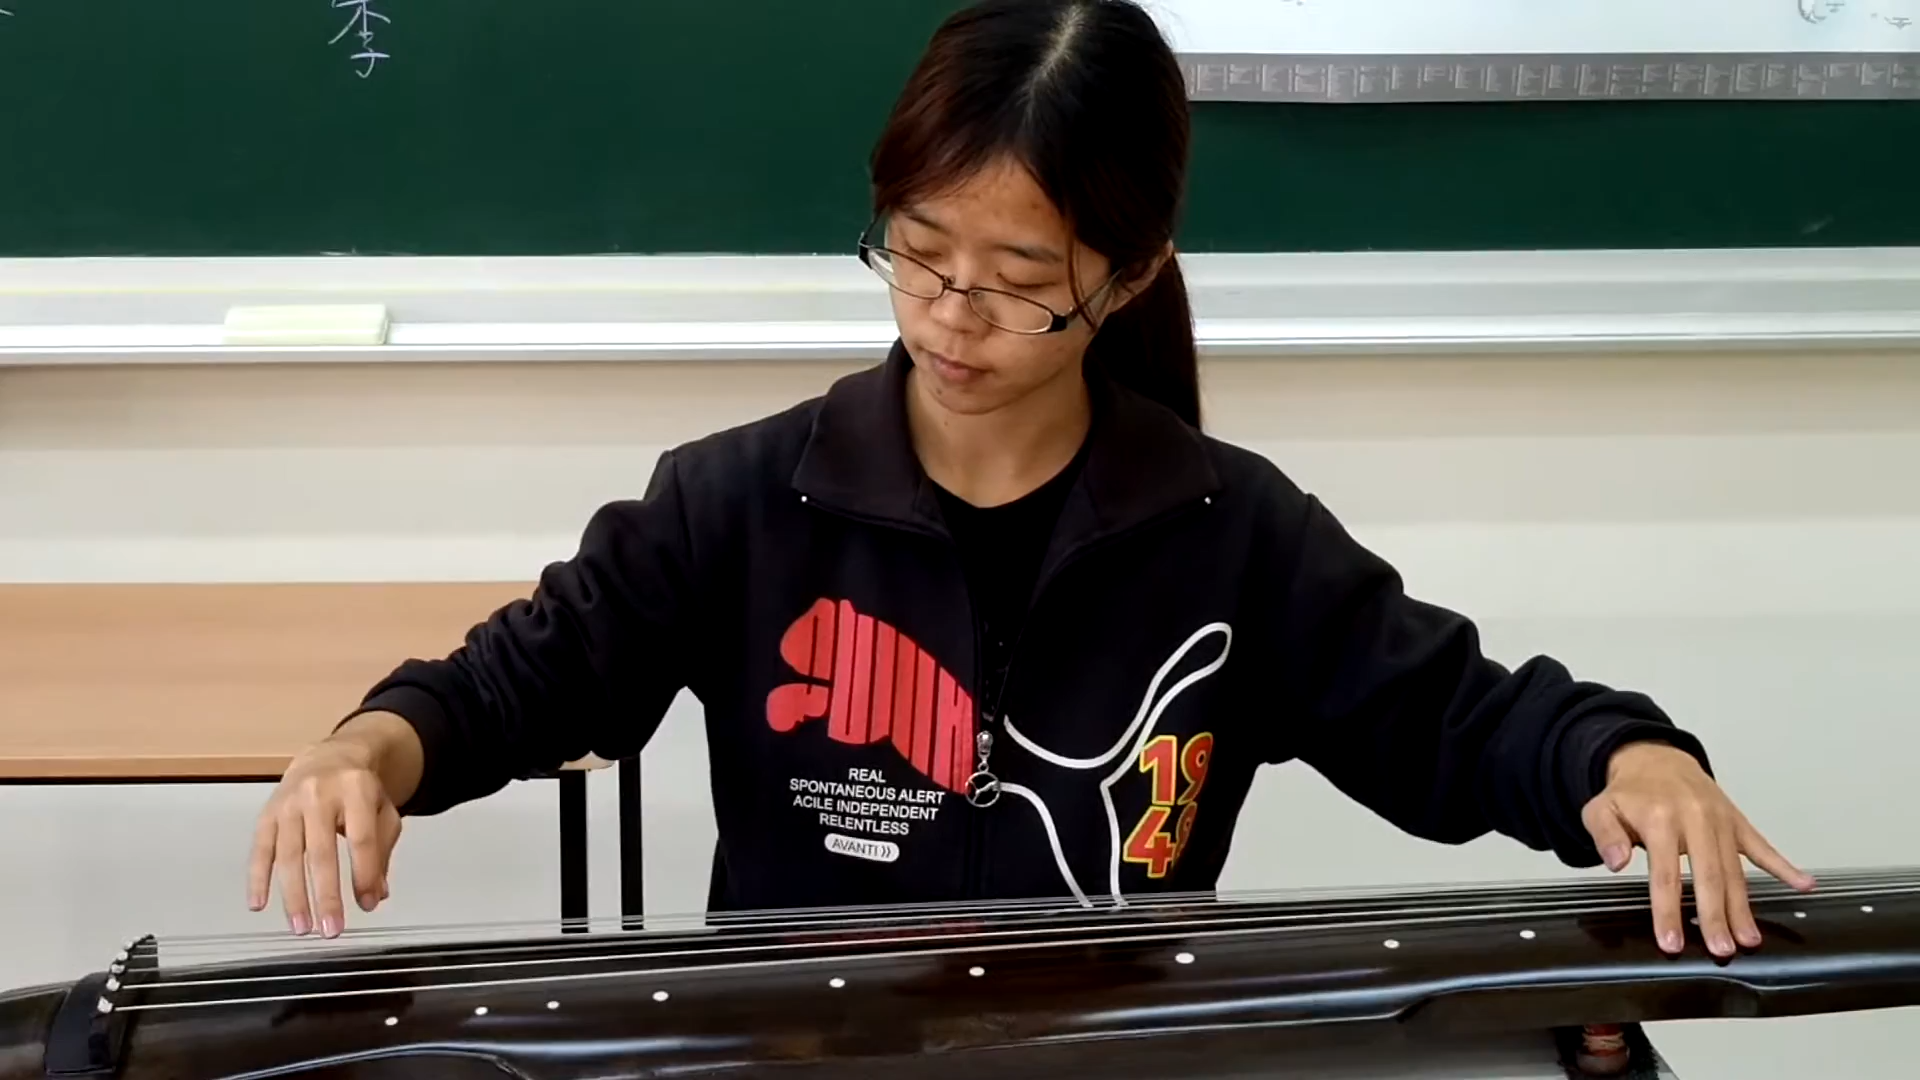 李
REAL
SPONTANEOUS ALERT
ACILE INDEPENDENT
RELENTLESS
AVANTI
19
48